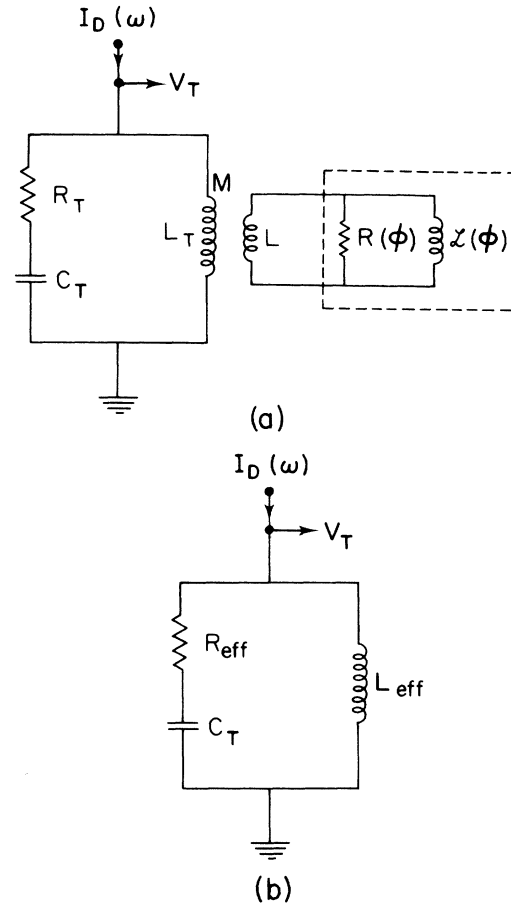 I_D (ω)
V_T
R_T
M
L_T
L
R(ϕ)
ℒ(ϕ)
C_T
(a)
I_D (ω)
V_T
R_eff
L_eff
C_T
(b)